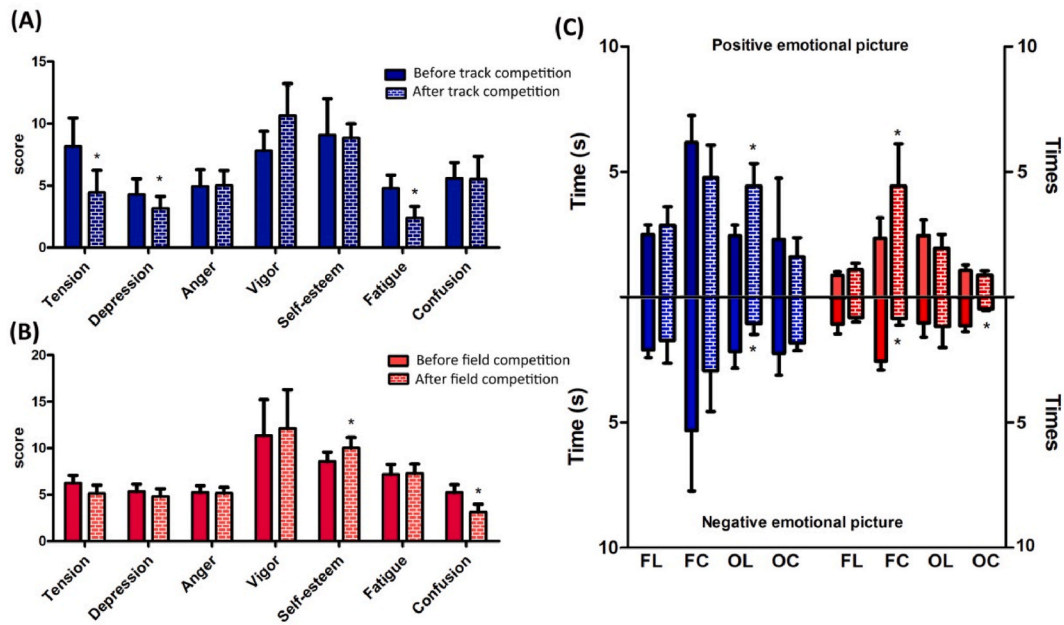 (A)
15
10
5
0
score
Before track competition
After track competition
*
*
*
Tension
Depression
Anger
Vigor
Self-esteem
Fatigue
Confusion
(B)
20
15
10
5
0
score
Before field competition
After field competition
*
*
Tension
Depression
Anger
Vigor
Self-esteem
Fatigue
Confusion
(C)
Positive emotional picture
10
5
5
10
Time (s)
Time (s)
10
5
5
10
Times
Times
*
*
*
*
*
Negative emotional picture
FL FC OL OC FL FC OL OC